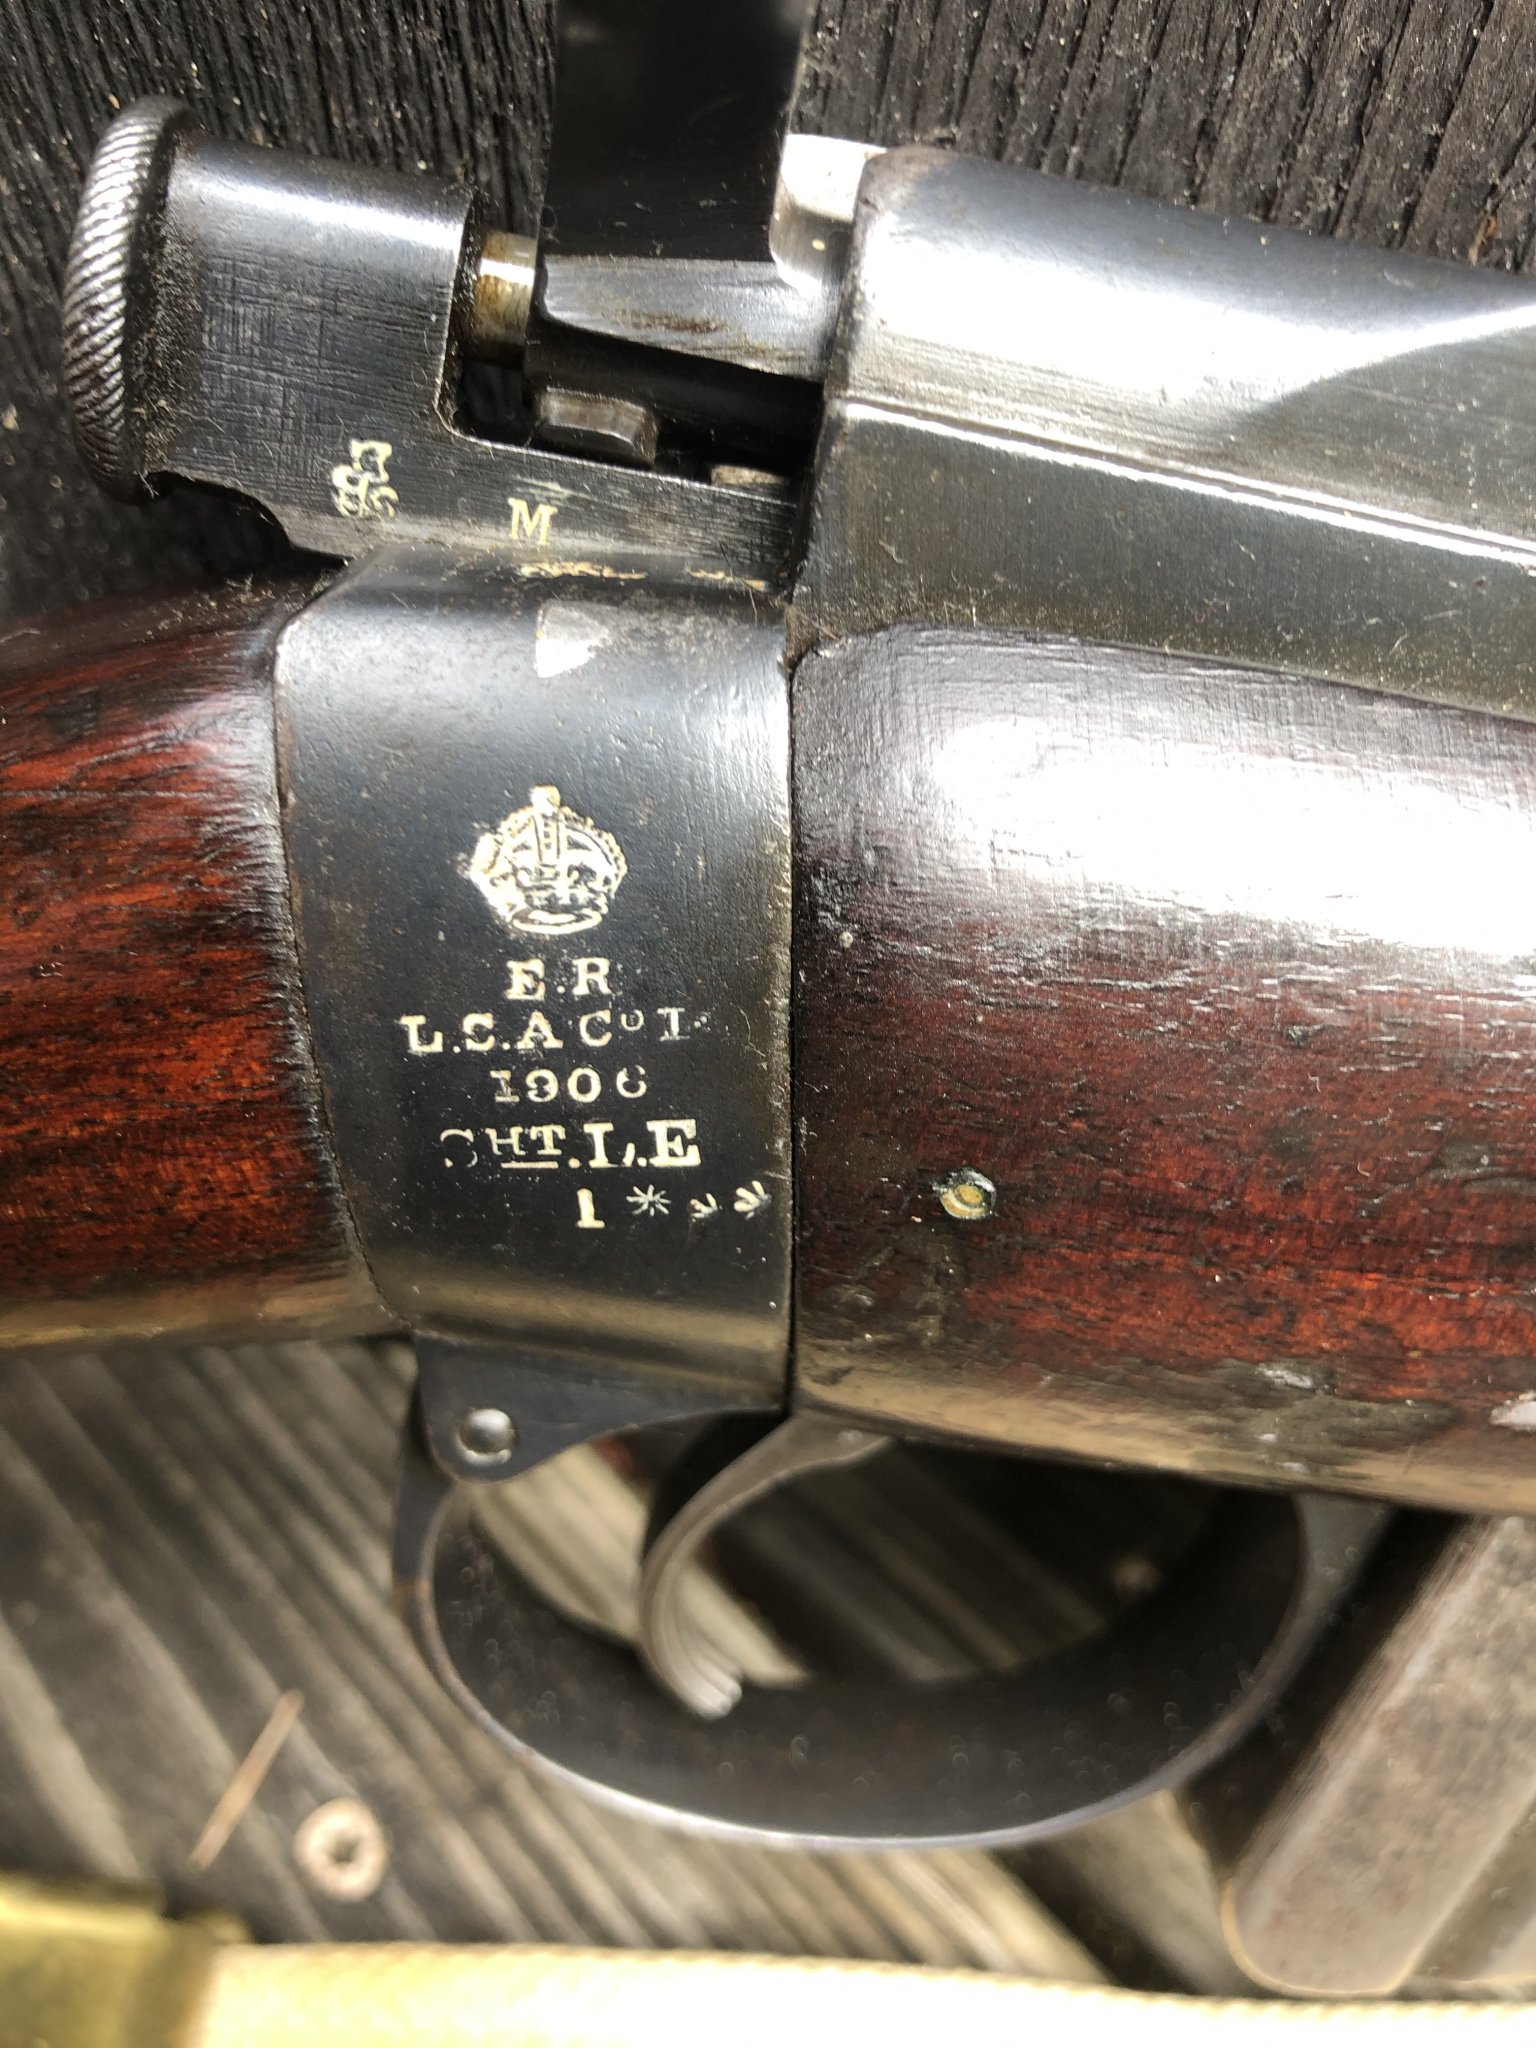 M
E.R
L.S.A Cº L
1906
SHT.L.E
1 ***